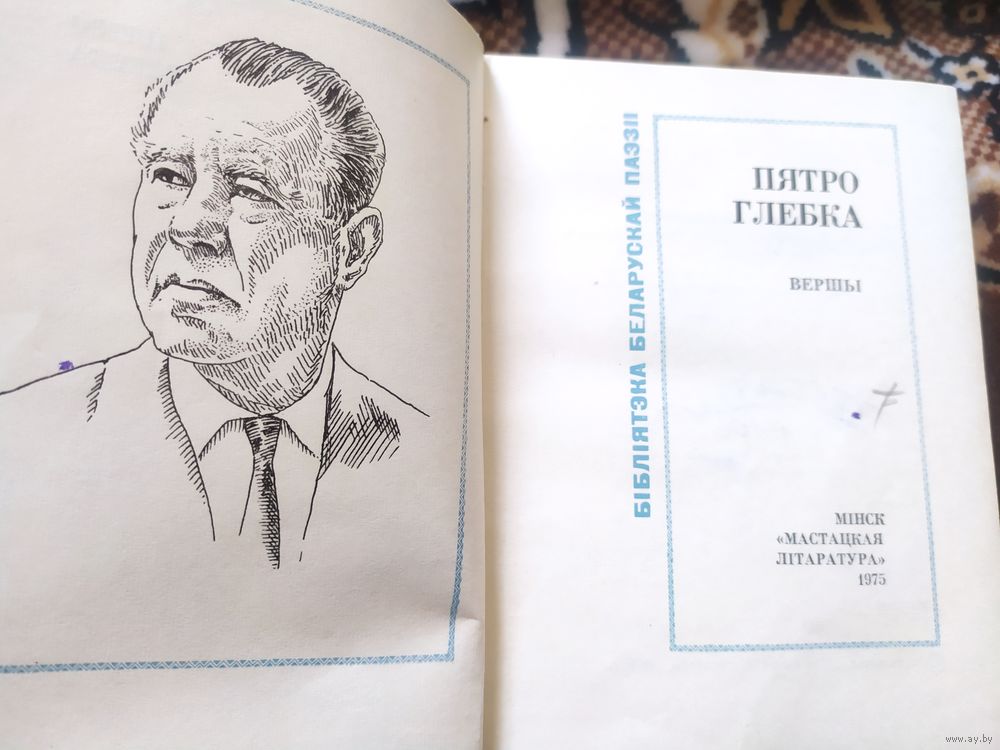 БІБЛІЯТЭКА БЕЛАРУСКАЙ ПАЭЗІІ
ПЯТРО
ГЛЕБКА
ВЕРШЫ
МІНСК
«МАСТАЦКАЯ
ЛІТАРАТУРА»
1975
www.ay.by